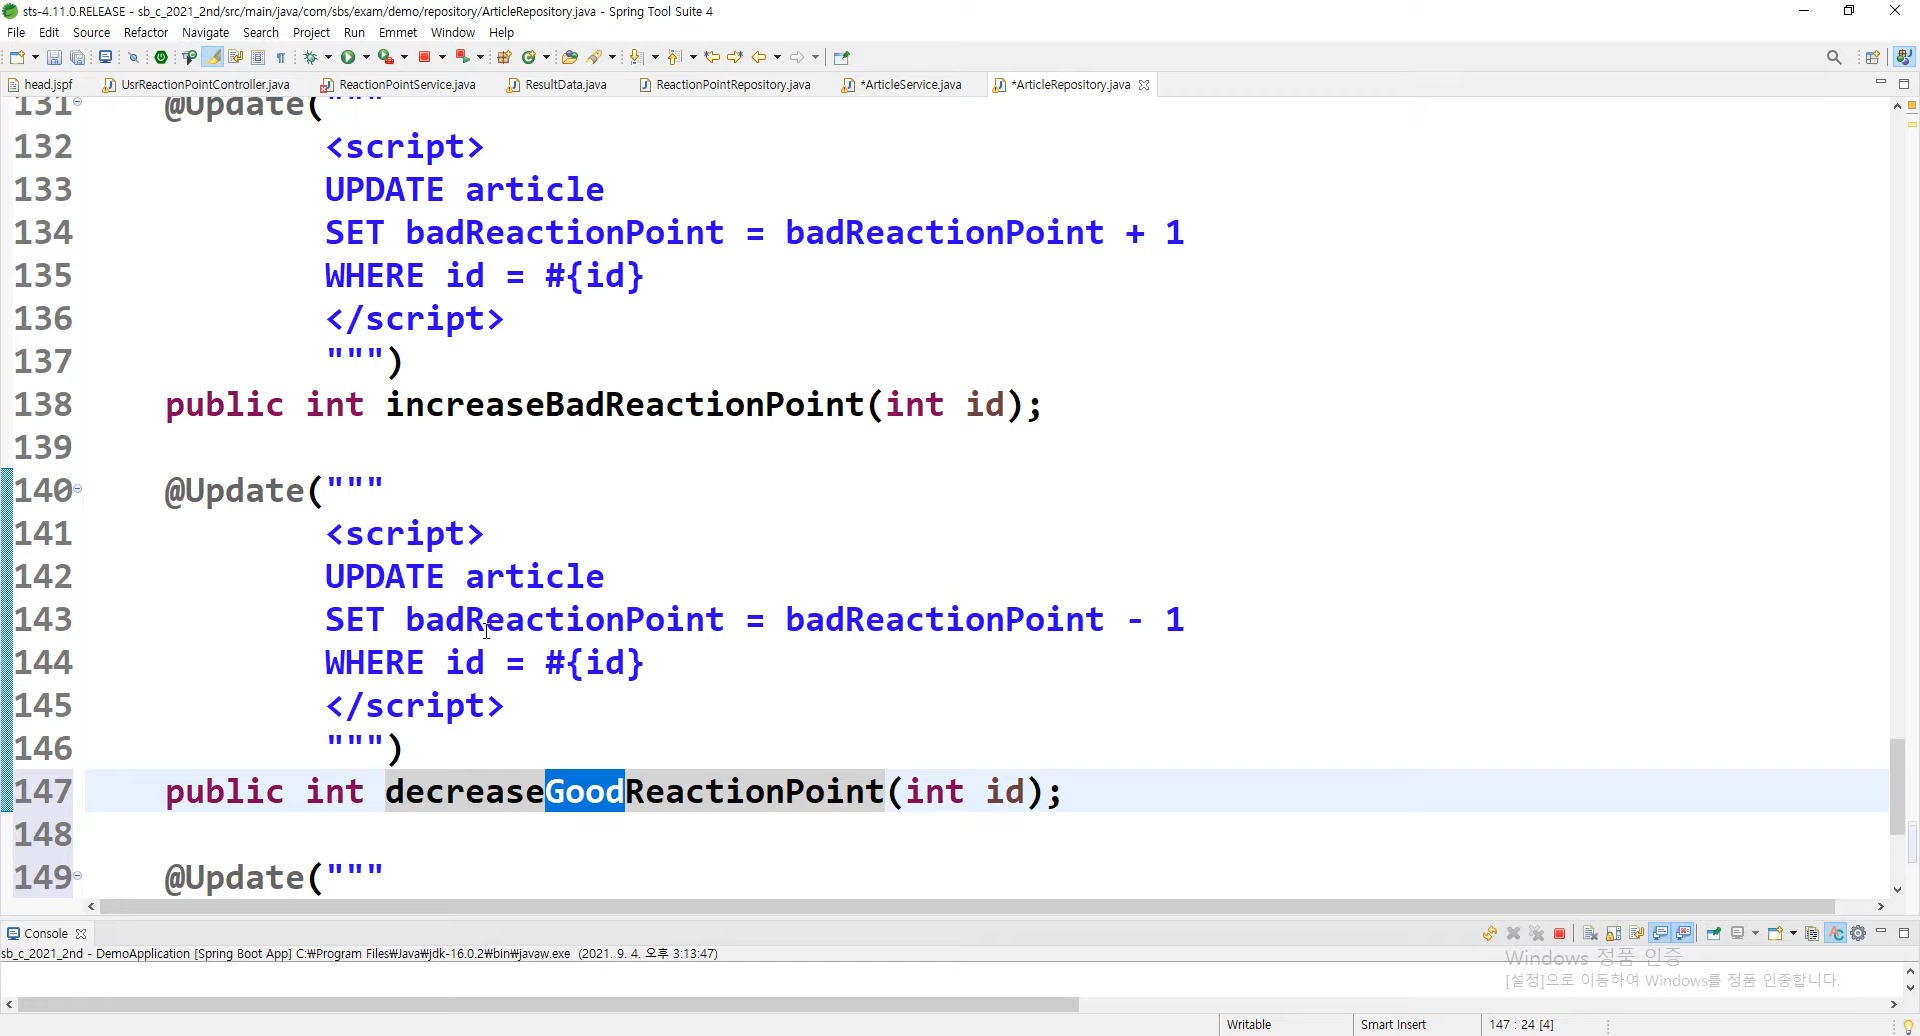 sts-4.11.0.RELEASE - sb_c_2021_2nd/src/main/java/com/sbs/exam/demo/repository/ArticleRepository.java - Spring Tool Suite 4
File Edit Source Refactor Navigate Search Project Run Emmet Window Help
head.jspf UsrReactionPointController.java ReactionPointService.java ResultData.java ReactionPointRepository.java *ArticleService.java *ArticleRepository.java
131 @Update("""
132 <script>
133 UPDATE article
134 SET badReactionPoint = badReactionPoint + 1
135 WHERE id = #{id}
136 </script>
137 """)
138 public int increaseBadReactionPoint(int id);
139
140 @Update("""
141 <script>
142 UPDATE article
143 SET badReactionPoint = badReactionPoint - 1
144 WHERE id = #{id}
145 </script>
146 """)
147 public int decreaseGoodReactionPoint(int id);
148
149 @Update("""
Console
sb_c_2021_2nd - DemoApplication [Spring Boot App] C:₩Program Files₩Java₩jdk-16.0.2₩bin₩javaw.exe (2021. 9. 4. 오후 3:13:47)
Windows 정품 인증
[설정]으로 이동하여 Windows를 정품 인증합니다.
Writable Smart Insert 147 : 24 [4]